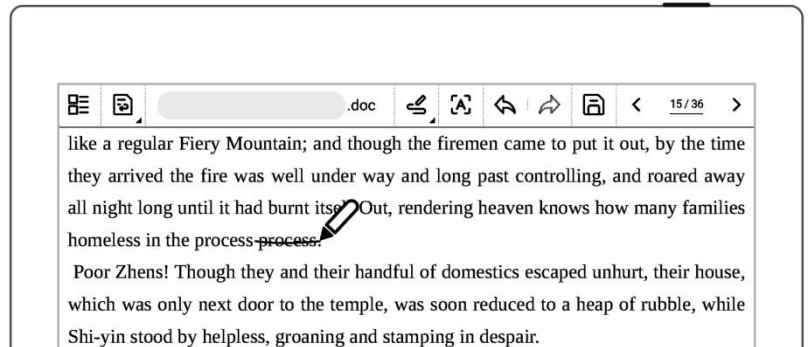 .doc
15/36
like a regular Fiery Mountain; and though the firemen came to put it out, by the time
they arrived the fire was well under way and long past controlling, and roared away
all night long until it had burnt Out, rendering heaven knows how many families
homeless in the process process.
Poor Zhens! Though they and their handful of domestics escaped unhurt, their house,
which was only next door to the temple, was soon reduced to a heap of rubble, while
Shi-yin stood by helpless, groaning and stamping in despair.